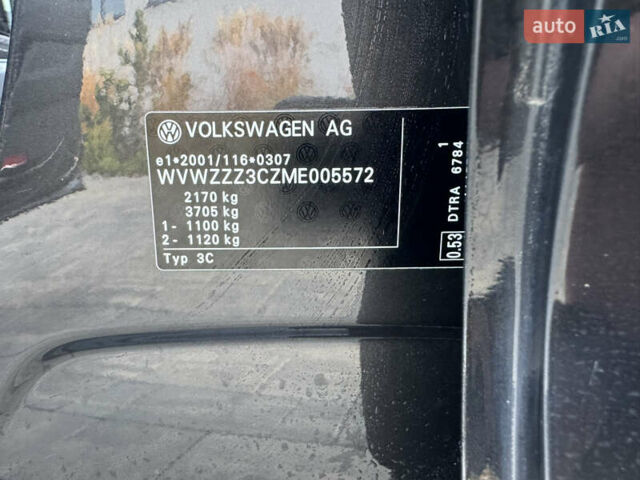 auto RIA
.com
VOLKSWAGEN AG
e1*2001/116*0307
WVWZZZ3CZME005572
2170 kg
3705 kg
1- 1100 kg
2- 1120 kg
Typ 3C
0.53 DTRA 6784
1